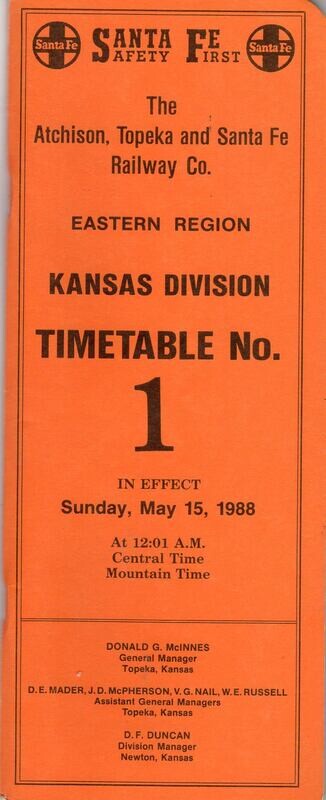 Santa Fe
SANTA FE
SAFETY FIRST
Santa Fe
The
Atchison, Topeka and Santa Fe
Railway Co.
EASTERN REGION
KANSAS DIVISION
TIMETABLE No.
1
IN EFFECT
Sunday, May 15, 1988
At 12:01 A.M.
Central Time
Mountain Time
DONALD G. McINNES
General Manager
Topeka, Kansas
D. E. MADER, J. D. McPHERSON, V. G. NAIL, W. E. RUSSELL
Assistant General Managers
Topeka, Kansas
D. F. DUNCAN
Division Manager
Newton, Kansas